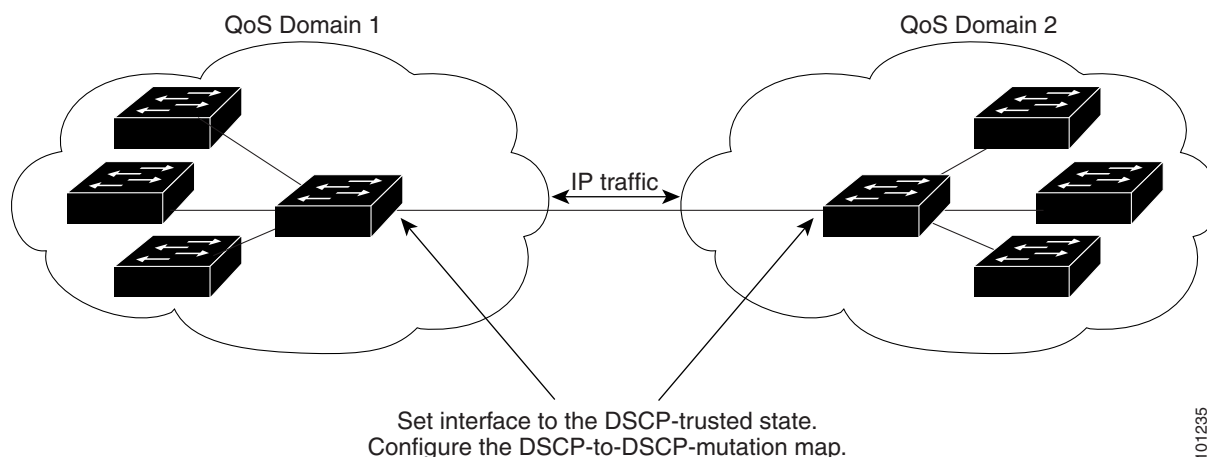 QoS Domain 1
QoS Domain 2
IP traffic
Set interface to the DSCP-trusted state.
Configure the DSCP-to-DSCP-mutation map.
101235